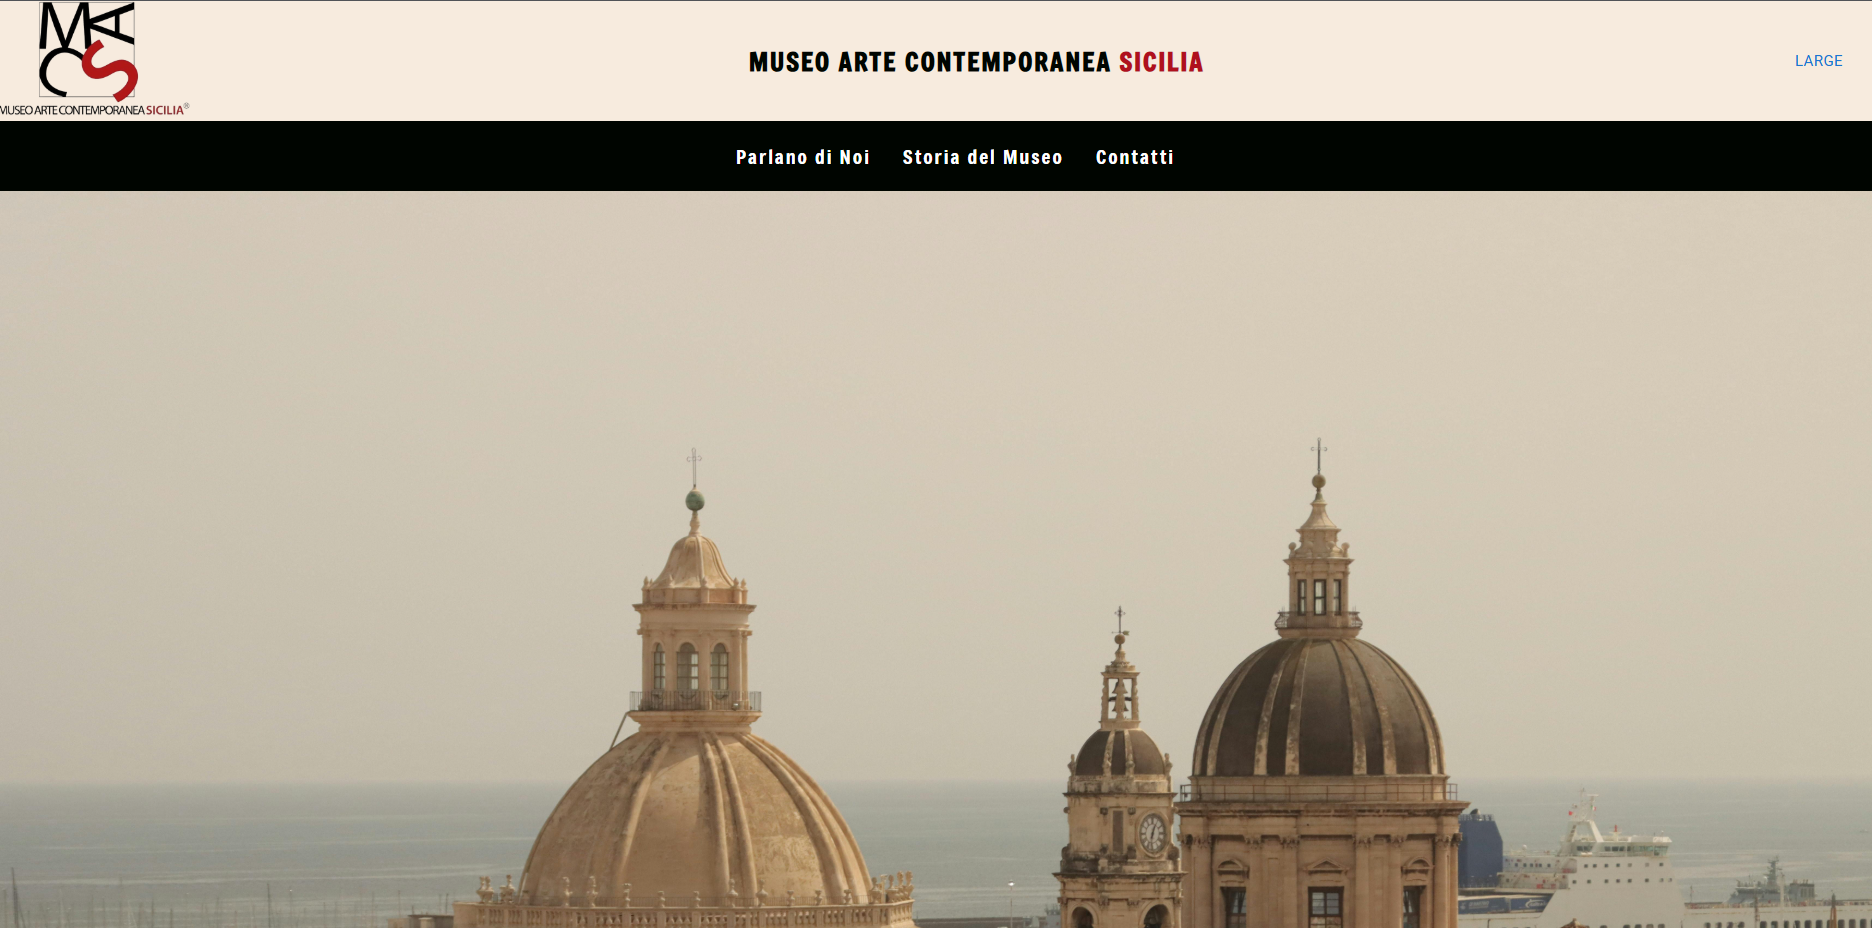 MACS
MUSEO ARTE CONTEMPORANEA SICILIA®
MUSEO ARTE CONTEMPORANEA SICILIA
LARGE
Parlano di Noi
Storia del Museo
Contatti